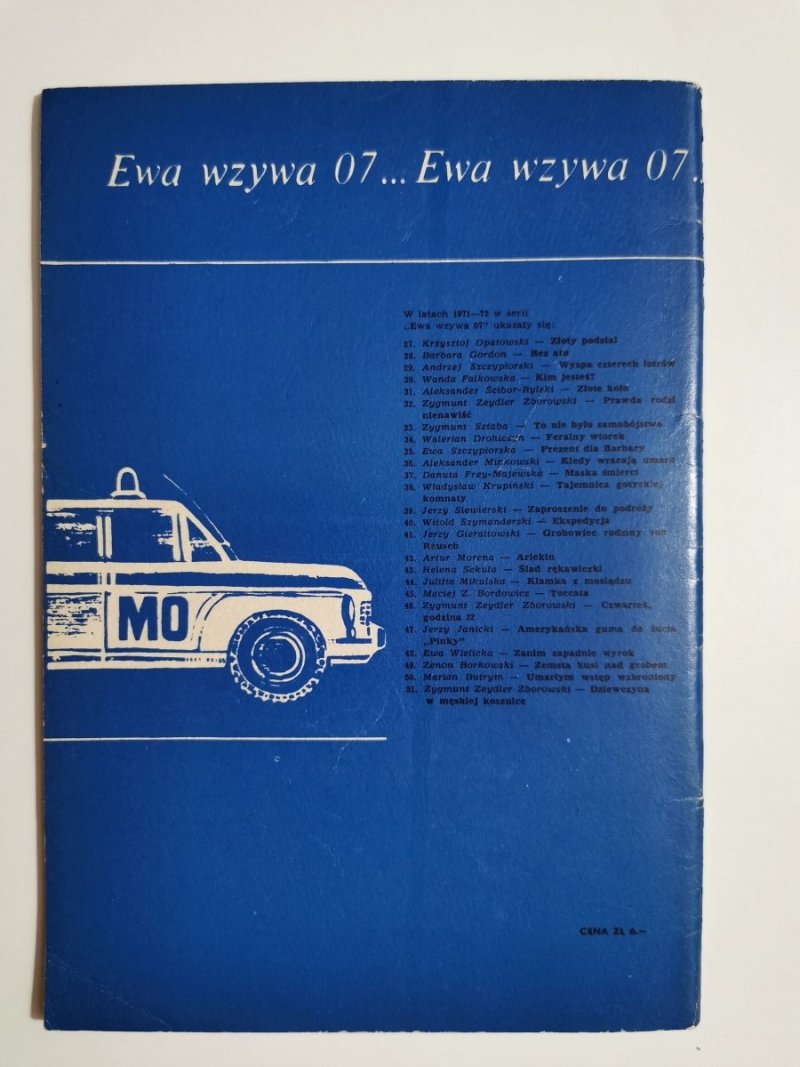 Ewa wzywa 07... Ewa wzywa 07..
W latach 1971—73 w serii
„Ewa wzywa 07" ukazały się:
27. Krzysztof Opatowski — Złoty podział
28. Barbara Gordon — Bez atu
29. Andrzej Szczypiorski — Wyspa czterech łotrów
30. Wanda Falkowska — Kim jesteś?
31. Aleksander Ścibor-Rylski — Złote koło
32. Zygmunt Zeydler Zborowski — Prawda rodzi
nienawiść
33. Zygmunt Sztaba — To nie było samobójstwo
34. Walerian Drohiczyn — Feralny wtorek
35. Ewa Szczypiorska — Prezent dla Barbary
36. Aleksander Minkowski — Kiedy wracają umarli
37. Danuta Frey-Majewska — Maska śmierci
38. Władysław Krupiński — Tajemnica gotyckiej
komnaty
39. Jerzy Siewierski — Zaproszenie do podróży
40. Witold Szymanderski — Ekspedycja
41. Jerzy Gierałtowski — Grobowiec rodziny von
Rausch
42. Artur Morena — Arlekin
43. Helena Sekuła — Ślad rękawiczki
44. Julitta Mikulska — Klamka z mosiądzu
45. Maciej Z. Bordowicz — Toccata
46. Zygmunt Zeydler Zborowski — Czwartek,
godzina 22
47. Jerzy Janicki — Amerykańska guma do żucia
„Pinky"
48. Ewa Wielicka — Zanim zapadnie wyrok
49. Zenon Borkowski — Zemsta kusi nad grobem
50. Marian Butrym — Umarłym wstęp wzbroniony
51. Zygmunt Zeydler Zborowski — Dziewczyna
w męskiej koszulce
MO
CENA ZŁ 6.—